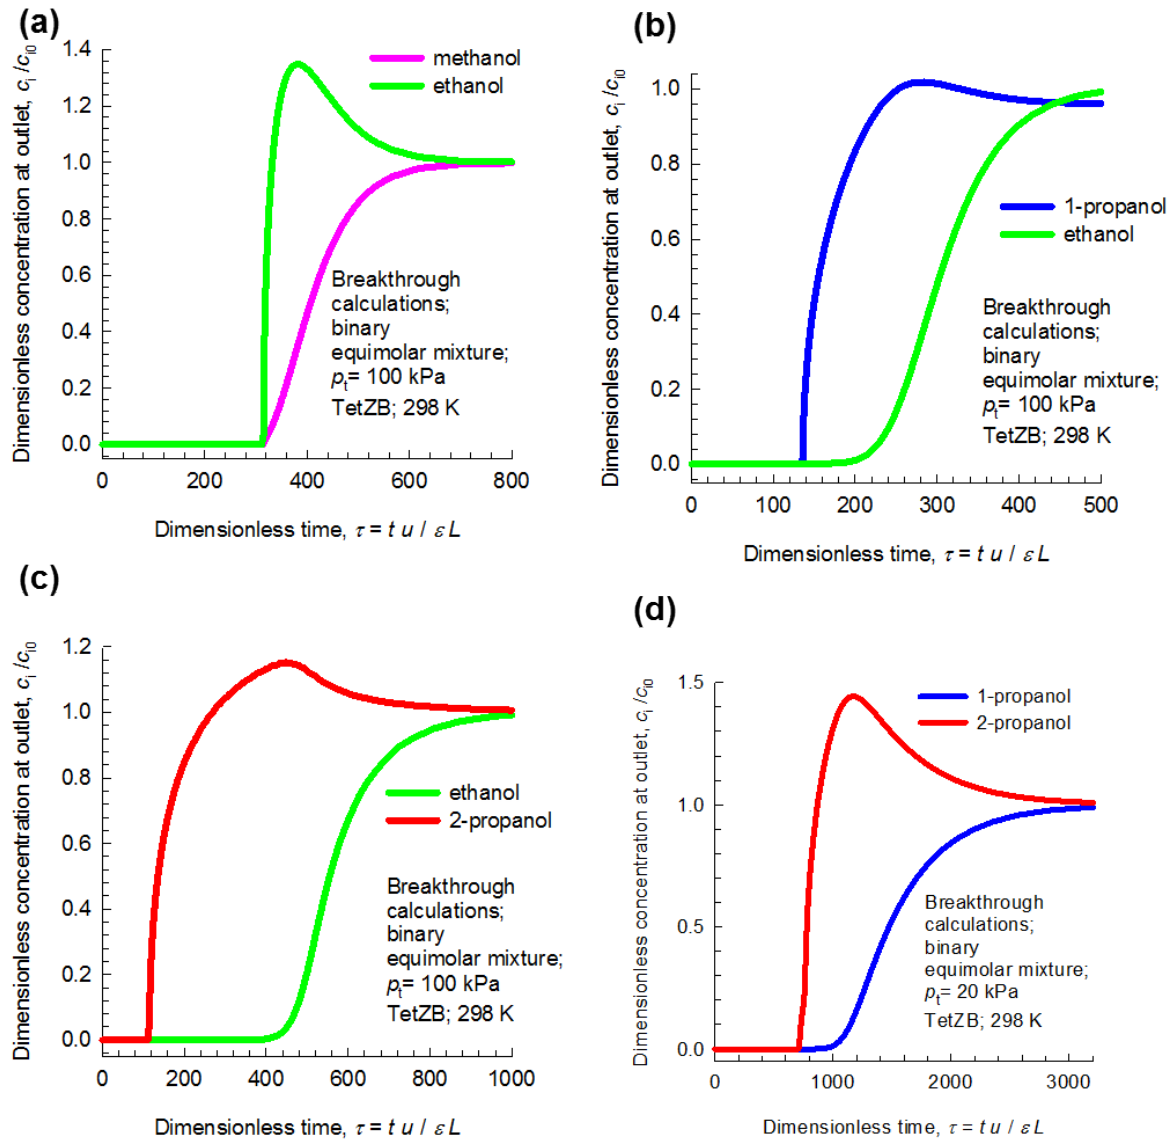 (a)
Dimensionless concentration at outlet, cᵢ /cᵢ₀
1.4
1.2
1.0
0.8
0.6
0.4
0.2
0.0
methanol
ethanol
Breakthrough
calculations;
binary
equimolar mixture;
pₜ= 100 kPa
TetZB; 298 K
0 200 400 600 800
Dimensionless time, τ = t u / ε L
(b)
Dimensionless concentration at outlet, cᵢ /cᵢ₀
1.0
0.8
0.6
0.4
0.2
0.0
1-propanol
ethanol
Breakthrough
calculations;
binary
equimolar mixture;
pₜ= 100 kPa
TetZB; 298 K
0 100 200 300 400 500
Dimensionless time, τ = t u / ε L
(c)
Dimensionless concentration at outlet, cᵢ /cᵢ₀
1.2
1.0
0.8
0.6
0.4
0.2
0.0
ethanol
2-propanol
Breakthrough
calculations;
binary
equimolar mixture;
pₜ= 100 kPa
TetZB; 298 K
0 200 400 600 800 1000
Dimensionless time, τ = t u / ε L
(d)
Dimensionless concentration at outlet, cᵢ /cᵢ₀
1.5
1.0
0.5
0.0
1-propanol
2-propanol
Breakthrough
calculations;
binary
equimolar mixture;
pₜ= 20 kPa
TetZB; 298 K
0 1000 2000 3000
Dimensionless time, τ = t u / ε L